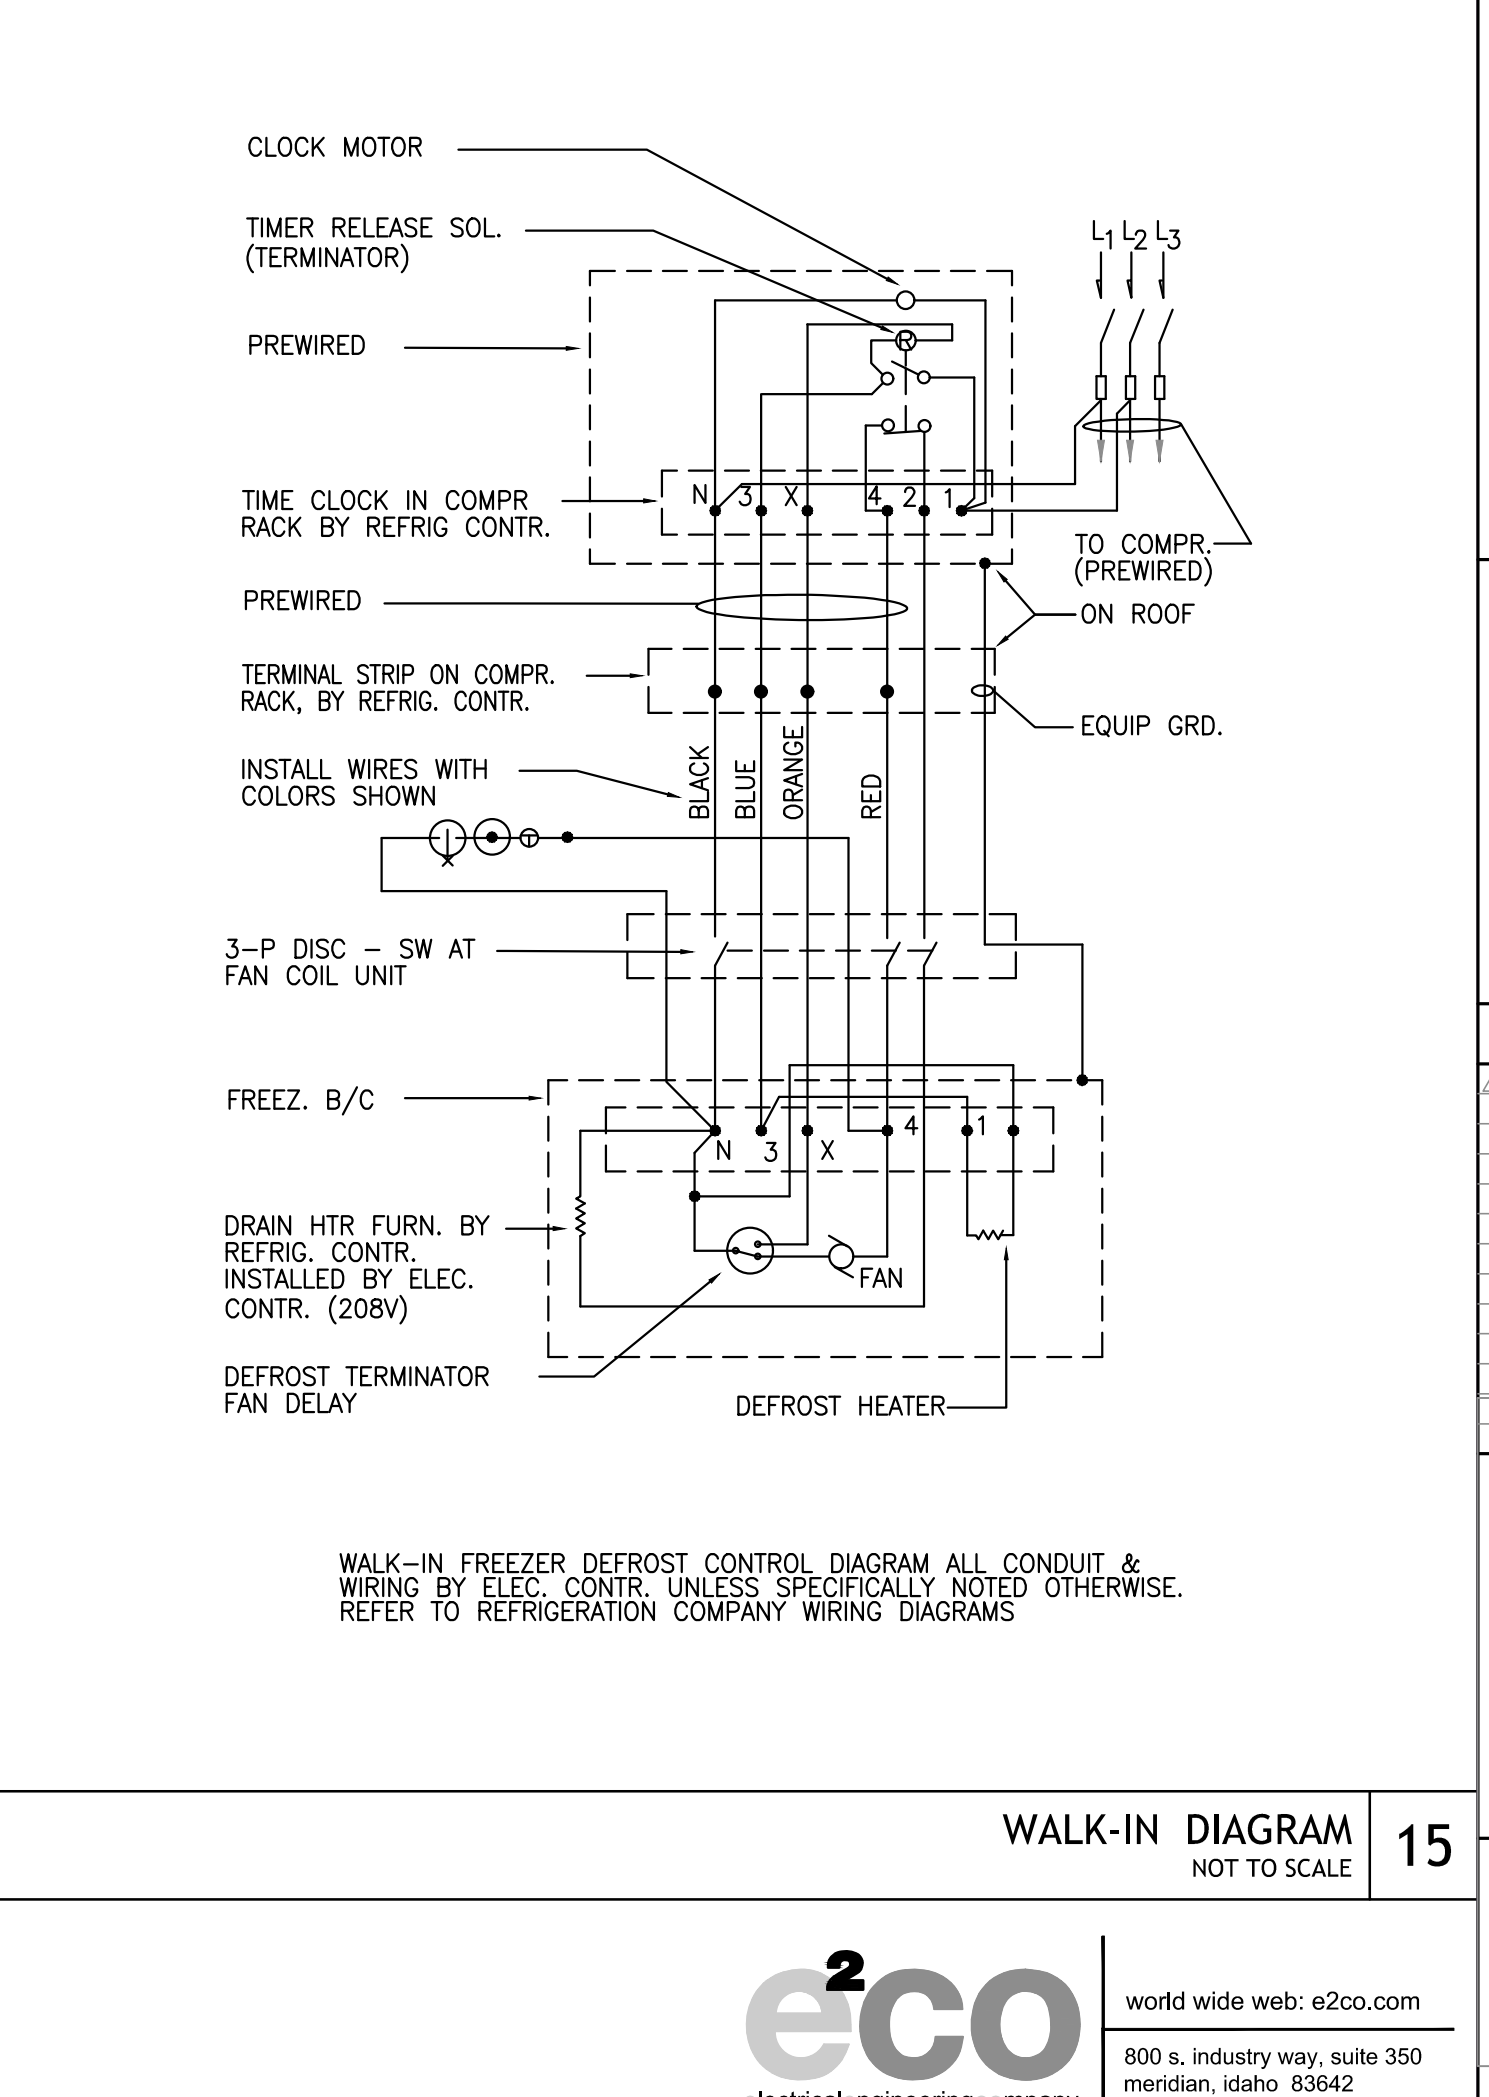 CLOCK MOTOR
TIMER RELEASE SOL.
(TERMINATOR)
L1 L2 L3
PREWIRED
R
TIME CLOCK IN COMPR
RACK BY REFRIG CONTR.
N 3 X 4 2 1
TO COMPR.
(PREWIRED)
PREWIRED
ON ROOF
TERMINAL STRIP ON COMPR.
RACK, BY REFRIG. CONTR.
EQUIP GRD.
INSTALL WIRES WITH
COLORS SHOWN
BLACK
BLUE
ORANGE
RED
T
3-P DISC - SW AT
FAN COIL UNIT
FREEZ. B/C
N 3 X 4 1
DRAIN HTR FURN. BY
REFRIG. CONTR.
INSTALLED BY ELEC.
CONTR. (208V)
FAN
DEFROST TERMINATOR
FAN DELAY
DEFROST HEATER
WALK-IN FREEZER DEFROST CONTROL DIAGRAM ALL CONDUIT &
WIRING BY ELEC. CONTR. UNLESS SPECIFICALLY NOTED OTHERWISE.
REFER TO REFRIGERATION COMPANY WIRING DIAGRAMS
WALK-IN DIAGRAM
NOT TO SCALE
15
e2co
world wide web: e2co.com
800 s. industry way, suite 350
meridian, idaho 83642